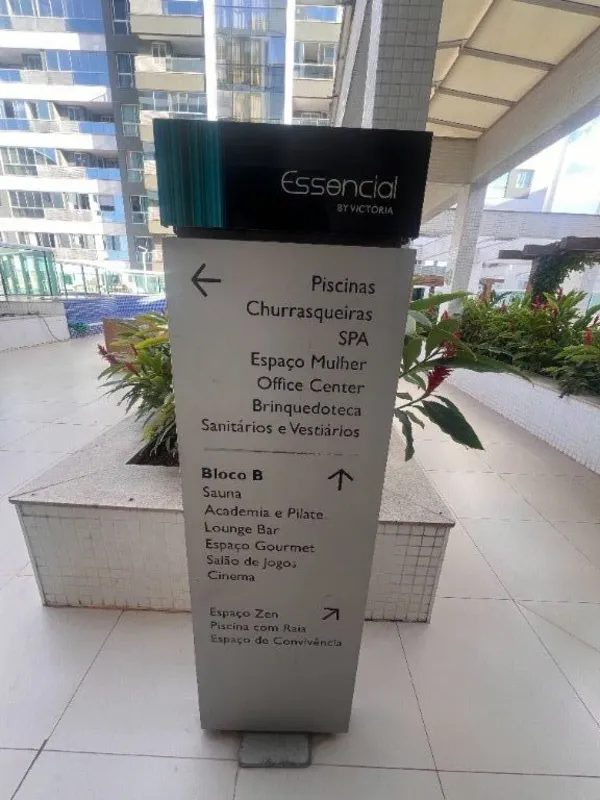 Essencial
BY VICTORIA
Piscinas
Churrasqueiras
SPA
Espaço Mulher
Office Center
Brinquedoteca
Sanitários e Vestiários
Bloco B
Sauna
Academia e Pilate
Lounge Bar
Espaço Gourmet
Salão de Jogos
Cinema
Espaço Zen
Piscina com Raia
Espaço de Convivência